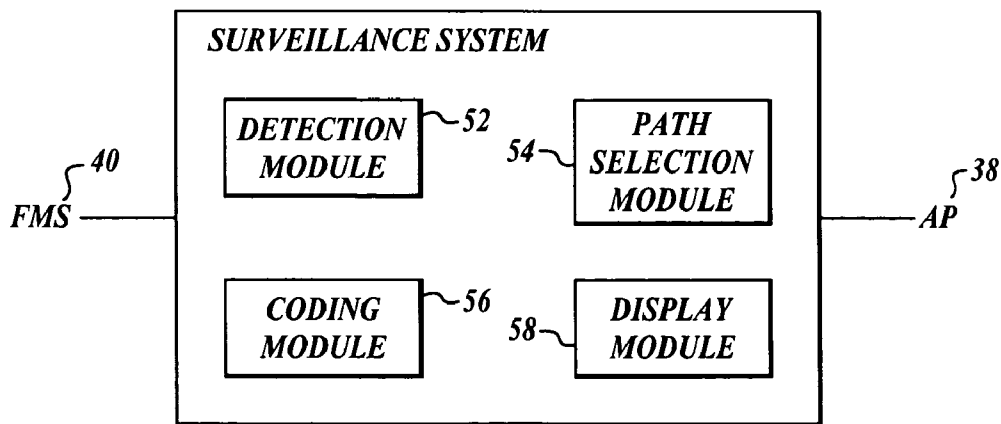 SURVEILLANCE SYSTEM
DETECTION
MODULE
52
54
PATH
SELECTION
MODULE
40
FMS
38
AP
CODING
MODULE
56
58
DISPLAY
MODULE